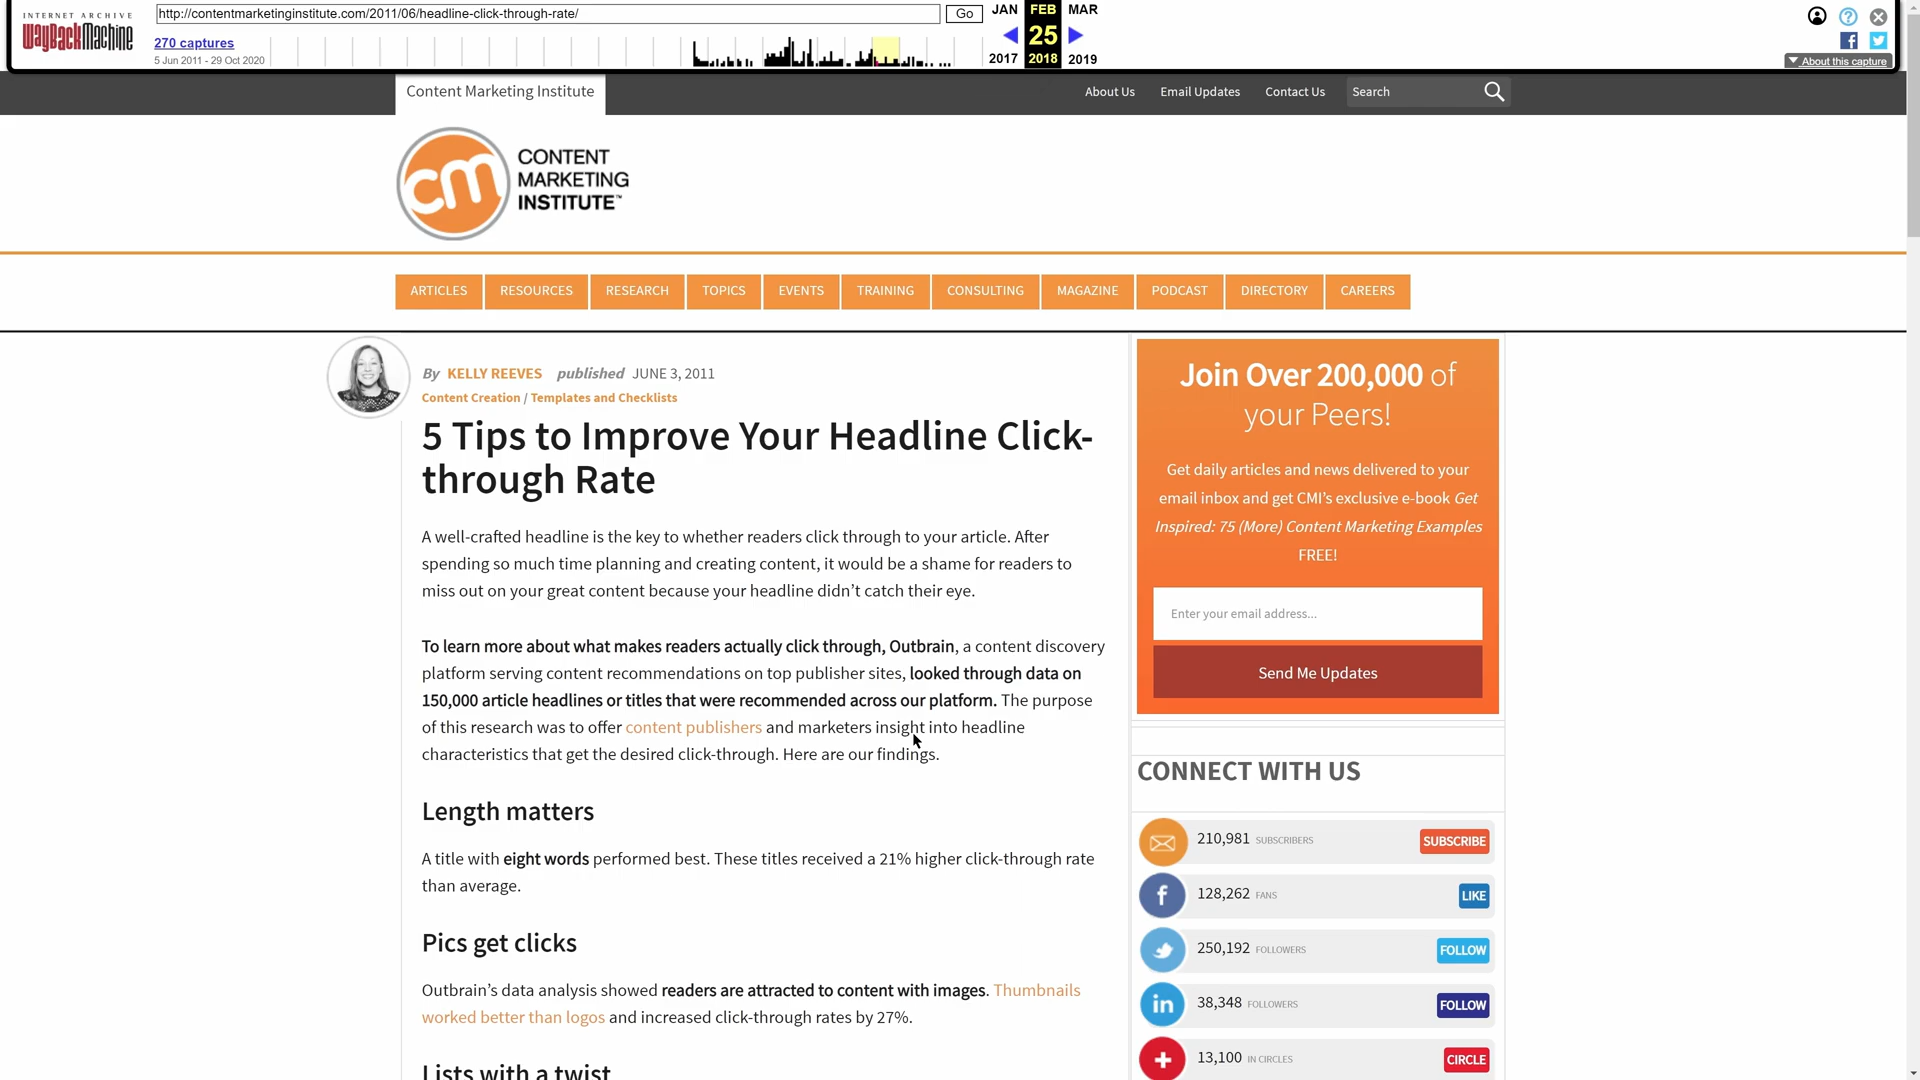 INTERNET ARCHIVE
WayBackMachine
http://contentmarketinginstitute.com/2011/06/headline-click-through-rate/
Go
270 captures
5 Jun 2011 - 29 Oct 2020
JAN FEB MAR
25
2017 2018 2019
About this capture
Content Marketing Institute
About Us Email Updates Contact Us Search
cm
CONTENT
MARKETING
INSTITUTE™
ARTICLES RESOURCES RESEARCH TOPICS EVENTS TRAINING CONSULTING MAGAZINE PODCAST DIRECTORY CAREERS
By KELLY REEVES published JUNE 3, 2011
Content Creation / Templates and Checklists
5 Tips to Improve Your Headline Click-
through Rate
A well-crafted headline is the key to whether readers click through to your article. After
spending so much time planning and creating content, it would be a shame for readers to
miss out on your great content because your headline didn’t catch their eye.
To learn more about what makes readers actually click through, Outbrain, a content discovery
platform serving content recommendations on top publisher sites, looked through data on
150,000 article headlines or titles that were recommended across our platform. The purpose
of this research was to offer content publishers and marketers insight into headline
characteristics that get the desired click-through. Here are our findings.
Length matters
A title with eight words performed best. These titles received a 21% higher click-through rate
than average.
Pics get clicks
Outbrain’s data analysis showed readers are attracted to content with images. Thumbnails
worked better than logos and increased click-through rates by 27%.
Lists with a twist
Join Over 200,000 of
your Peers!
Get daily articles and news delivered to your
email inbox and get CMI’s exclusive e-book Get
Inspired: 75 (More) Content Marketing Examples
FREE!
Enter your email address...
Send Me Updates
CONNECT WITH US
210,981 SUBSCRIBERS SUBSCRIBE
128,262 FANS LIKE
250,192 FOLLOWERS FOLLOW
38,348 FOLLOWERS FOLLOW
13,100 IN CIRCLES CIRCLE